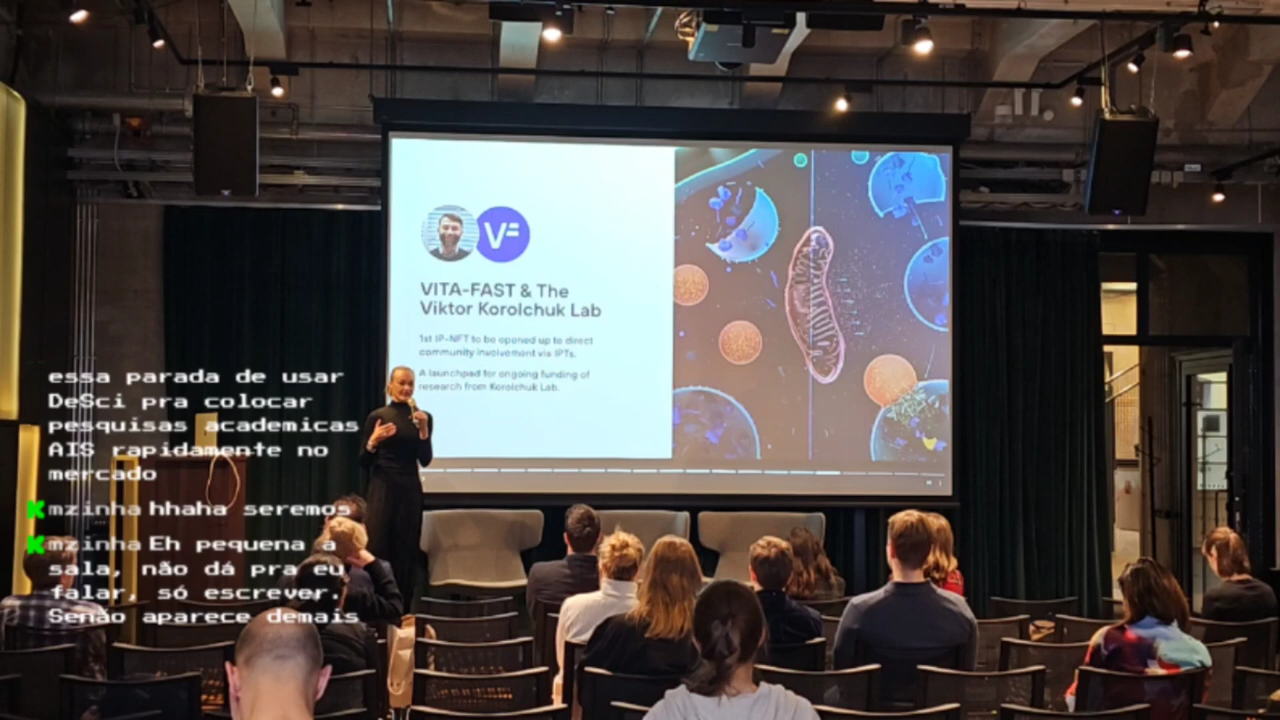 V=
VITA-FAST & The
Viktor Korolchuk Lab
1st IP-NFT to be opened up to direct
community involvement via IPTs.
A launchpad for ongoing funding of
research from Korolchuk Lab.
essa parada de usar
DeSci pra colocar
pesquisas academicas
AIS rapidamente no
mercado
mzinha hhaha seremos
mzinha Eh pequena a
sala, não dá pra eu
falar, só escrever.
Senão aparece demais